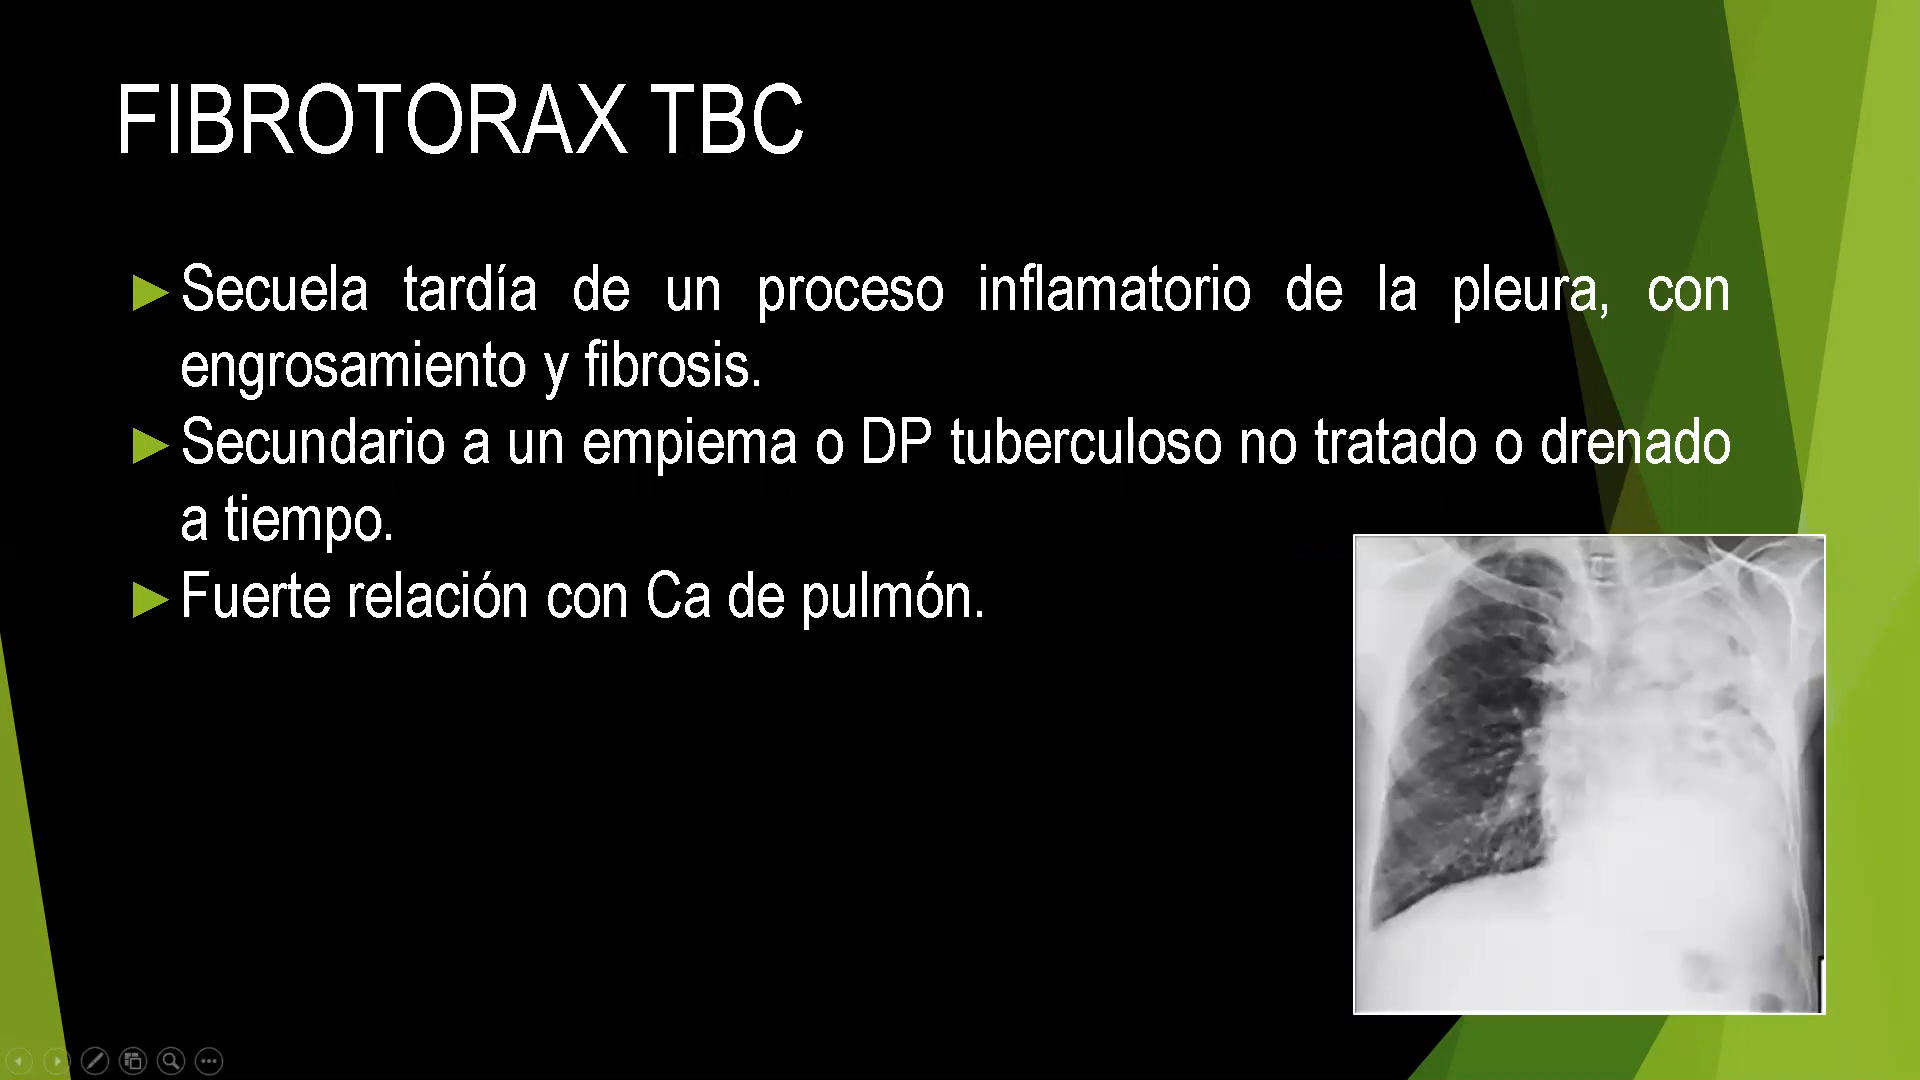 FIBROTORAX TBC
Secuela tardía de un proceso inflamatorio de la pleura, con
engrosamiento y fibrosis.
Secundario a un empiema o DP tuberculoso no tratado o drenado
a tiempo.
Fuerte relación con Ca de pulmón.